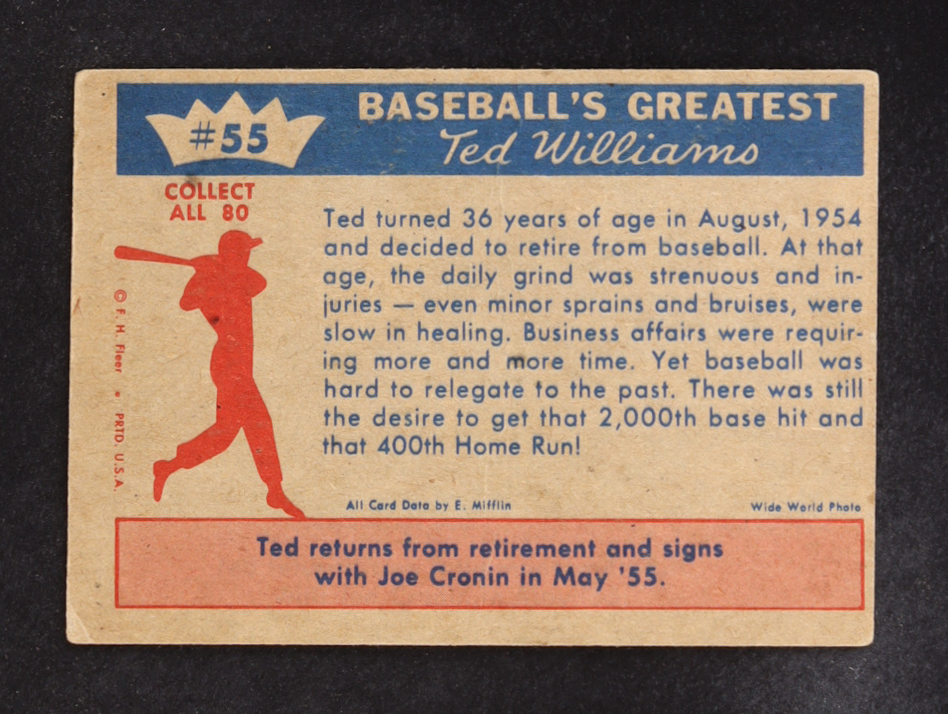 #55
BASEBALL'S GREATEST
Ted Williams
COLLECT
ALL 80
Ted turned 36 years of age in August, 1954
and decided to retire from baseball. At that
age, the daily grind was strenuous and in-
juries — even minor sprains and bruises, were
slow in healing. Business affairs were requir-
ing more and more time. Yet baseball was
hard to relegate to the past. There was still
the desire to get that 2,000th base hit and
that 400th Home Run!
© F. H. Fleer • PRTD. U.S.A.
All Card Data by E. Mifflin
Wide World Photo
Ted returns from retirement and signs
with Joe Cronin in May '55.